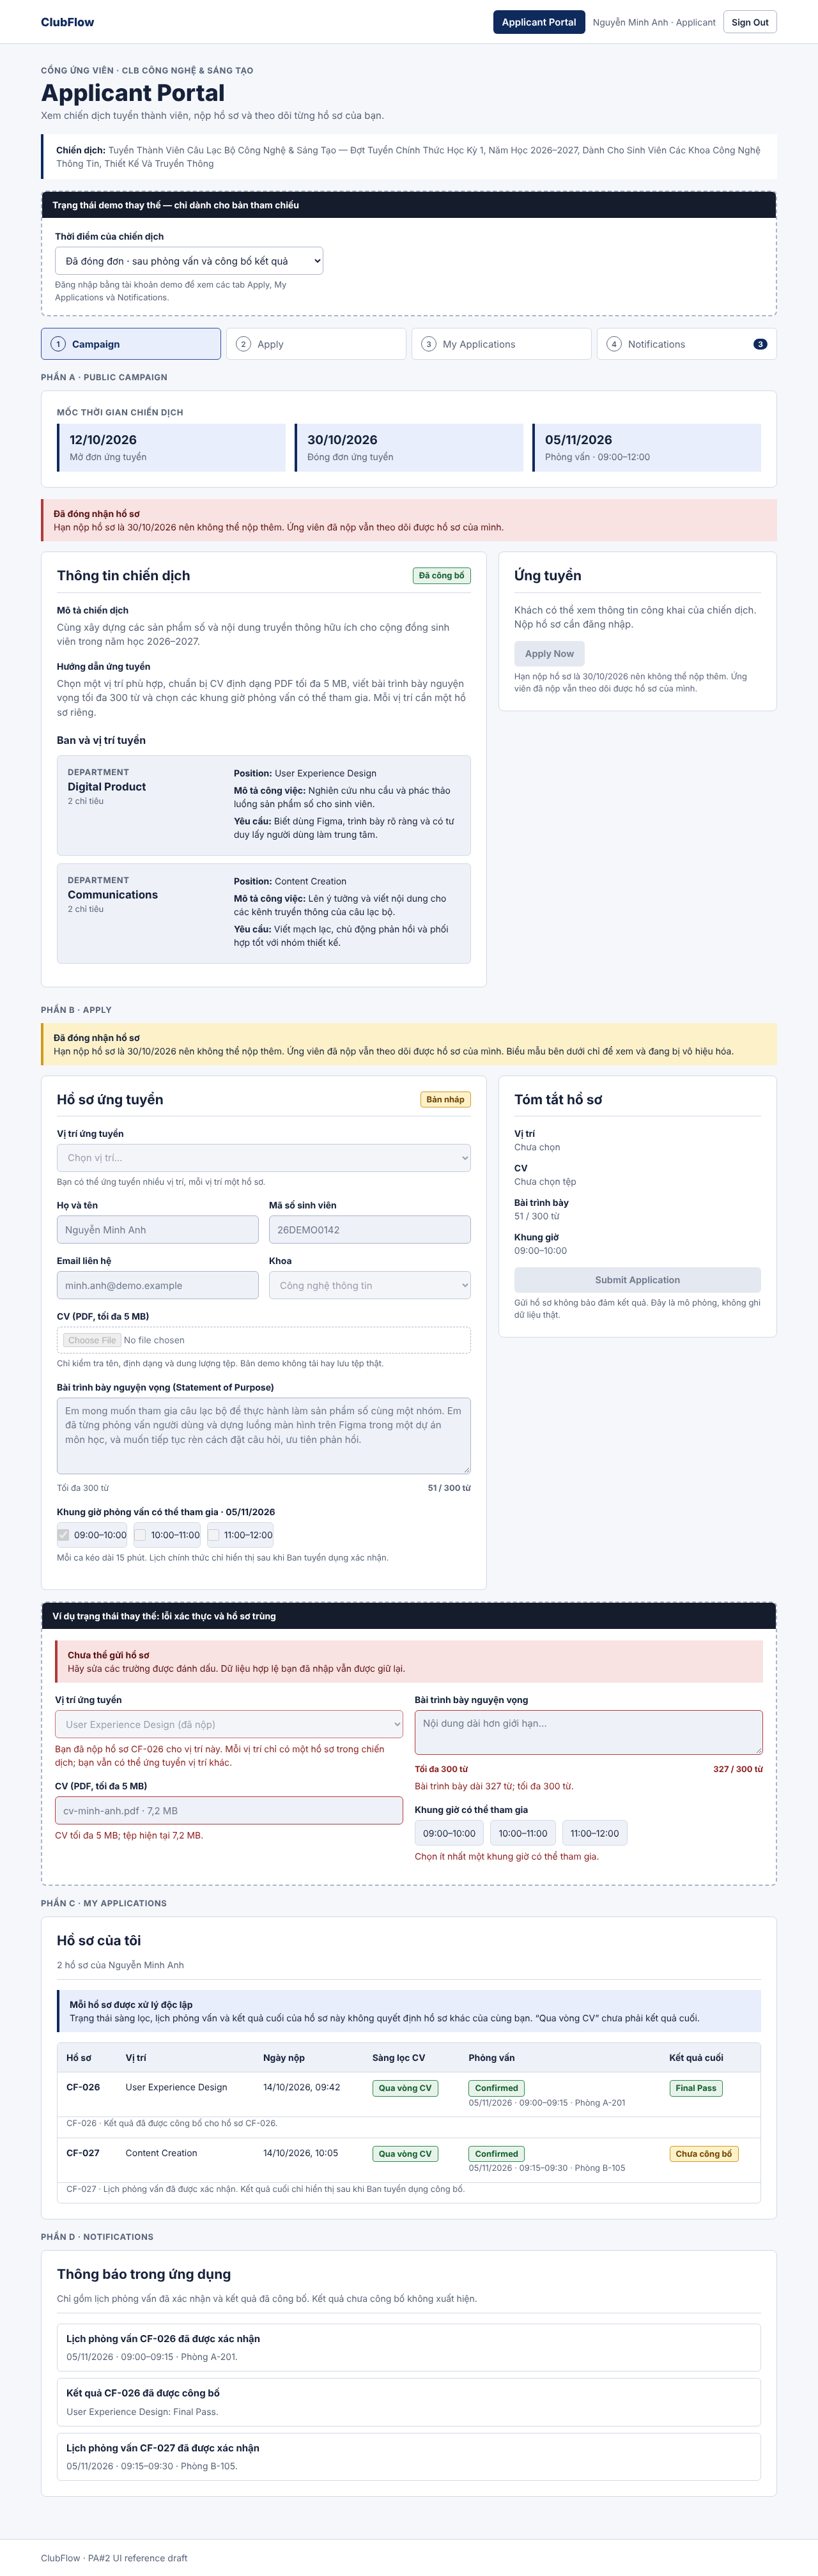 ClubFlow
Applicant Portal
Nguyễn Minh Anh · Applicant
Sign Out
CỔNG ỨNG VIÊN · CLB CÔNG NGHỆ & SÁNG TẠO
Applicant Portal
Xem chiến dịch tuyển thành viên, nộp hồ sơ và theo dõi từng hồ sơ của bạn.
Chiến dịch: Tuyển Thành Viên Câu Lạc Bộ Công Nghệ & Sáng Tạo — Đợt Tuyển Chính Thức Học Kỳ 1, Năm Học 2026–2027, Dành Cho Sinh Viên Các Khoa Công Nghệ
Thông Tin, Thiết Kế Và Truyền Thông
Trạng thái demo thay thế — chỉ dành cho bản tham chiếu
Thời điểm của chiến dịch
Đã đóng đơn · sau phỏng vấn và công bố kết quả
Đăng nhập bằng tài khoản demo để xem các tab Apply, My
Applications và Notifications.
1 Campaign
2 Apply
3 My Applications
4 Notifications 3
PHẦN A · PUBLIC CAMPAIGN
MỐC THỜI GIAN CHIẾN DỊCH
12/10/2026
Mở đơn ứng tuyển
30/10/2026
Đóng đơn ứng tuyển
05/11/2026
Phỏng vấn · 09:00–12:00
Đã đóng nhận hồ sơ
Hạn nộp hồ sơ là 30/10/2026 nên không thể nộp thêm. Ứng viên đã nộp vẫn theo dõi được hồ sơ của mình.
Thông tin chiến dịch
Đã công bố
Mô tả chiến dịch
Cùng xây dựng các sản phẩm số và nội dung truyền thông hữu ích cho cộng đồng sinh
viên trong năm học 2026–2027.
Hướng dẫn ứng tuyển
Chọn một vị trí phù hợp, chuẩn bị CV định dạng PDF tối đa 5 MB, viết bài trình bày nguyện
vọng tối đa 300 từ và chọn các khung giờ phỏng vấn có thể tham gia. Mỗi vị trí cần một hồ
sơ riêng.
Ban và vị trí tuyển
DEPARTMENT
Digital Product
2 chỉ tiêu
Position: User Experience Design
Mô tả công việc: Nghiên cứu nhu cầu và phác thảo
luồng sản phẩm số cho sinh viên.
Yêu cầu: Biết dùng Figma, trình bày rõ ràng và có tư
duy lấy người dùng làm trung tâm.
DEPARTMENT
Communications
2 chỉ tiêu
Position: Content Creation
Mô tả công việc: Lên ý tưởng và viết nội dung cho
các kênh truyền thông của câu lạc bộ.
Yêu cầu: Viết mạch lạc, chủ động phản hồi và phối
hợp tốt với nhóm thiết kế.
Ứng tuyển
Khách có thể xem thông tin công khai của chiến dịch.
Nộp hồ sơ cần đăng nhập.
Apply Now
Hạn nộp hồ sơ là 30/10/2026 nên không thể nộp thêm. Ứng
viên đã nộp vẫn theo dõi được hồ sơ của mình.
PHẦN B · APPLY
Đã đóng nhận hồ sơ
Hạn nộp hồ sơ là 30/10/2026 nên không thể nộp thêm. Ứng viên đã nộp vẫn theo dõi được hồ sơ của mình. Biểu mẫu bên dưới chỉ để xem và đang bị vô hiệu hóa.
Hồ sơ ứng tuyển
Bản nháp
Vị trí ứng tuyển
Chọn vị trí...
Bạn có thể ứng tuyển nhiều vị trí, mỗi vị trí một hồ sơ.
Họ và tên
Nguyễn Minh Anh
Mã số sinh viên
26DEMO0142
Email liên hệ
minh.anh@demo.example
Khoa
Công nghệ thông tin
CV (PDF, tối đa 5 MB)
Choose File No file chosen
Chỉ kiểm tra tên, định dạng và dung lượng tệp. Bản demo không tải hay lưu tệp thật.
Bài trình bày nguyện vọng (Statement of Purpose)
Em mong muốn tham gia câu lạc bộ để thực hành làm sản phẩm số cùng một nhóm. Em
đã từng phỏng vấn người dùng và dựng luồng màn hình trên Figma trong một dự án
môn học, và muốn tiếp tục rèn cách đặt câu hỏi, ưu tiên phản hồi.
Tối đa 300 từ
51 / 300 từ
Khung giờ phỏng vấn có thể tham gia · 05/11/2026
09:00–10:00
10:00–11:00
11:00–12:00
Mỗi ca kéo dài 15 phút. Lịch chính thức chỉ hiển thị sau khi Ban tuyển dụng xác nhận.
Tóm tắt hồ sơ
Vị trí
Chưa chọn
CV
Chưa chọn tệp
Bài trình bày
51 / 300 từ
Khung giờ
09:00–10:00
Submit Application
Gửi hồ sơ không bảo đảm kết quả. Đây là mô phỏng, không ghi
dữ liệu thật.
Ví dụ trạng thái thay thế: lỗi xác thực và hồ sơ trùng
Chưa thể gửi hồ sơ
Hãy sửa các trường được đánh dấu. Dữ liệu hợp lệ bạn đã nhập vẫn được giữ lại.
Vị trí ứng tuyển
User Experience Design (đã nộp)
Bạn đã nộp hồ sơ CF-026 cho vị trí này. Mỗi vị trí chỉ có một hồ sơ trong chiến
dịch; bạn vẫn có thể ứng tuyển vị trí khác.
CV (PDF, tối đa 5 MB)
cv-minh-anh.pdf · 7,2 MB
CV tối đa 5 MB; tệp hiện tại 7,2 MB.
Bài trình bày nguyện vọng
Nội dung dài hơn giới hạn...
Tối đa 300 từ
327 / 300 từ
Bài trình bày dài 327 từ; tối đa 300 từ.
Khung giờ có thể tham gia
09:00–10:00
10:00–11:00
11:00–12:00
Chọn ít nhất một khung giờ có thể tham gia.
PHẦN C · MY APPLICATIONS
Hồ sơ của tôi
2 hồ sơ của Nguyễn Minh Anh
Mỗi hồ sơ được xử lý độc lập
Trạng thái sàng lọc, lịch phỏng vấn và kết quả cuối của hồ sơ này không quyết định hồ sơ khác của cùng bạn. “Qua vòng CV” chưa phải kết quả cuối.
Hồ sơ Vị trí Ngày nộp Sàng lọc CV Phỏng vấn Kết quả cuối
CF-026 User Experience Design 14/10/2026, 09:42 Qua vòng CV Confirmed Final Pass
05/11/2026 · 09:00–09:15 · Phòng A-201
CF-026 · Kết quả đã được công bố cho hồ sơ CF-026.
CF-027 Content Creation 14/10/2026, 10:05 Qua vòng CV Confirmed Chưa công bố
05/11/2026 · 09:15–09:30 · Phòng B-105
CF-027 · Lịch phỏng vấn đã được xác nhận. Kết quả cuối chỉ hiển thị sau khi Ban tuyển dụng công bố.
PHẦN D · NOTIFICATIONS
Thông báo trong ứng dụng
Chỉ gồm lịch phỏng vấn đã xác nhận và kết quả đã công bố. Kết quả chưa công bố không xuất hiện.
Lịch phỏng vấn CF-026 đã được xác nhận
05/11/2026 · 09:00–09:15 · Phòng A-201.
Kết quả CF-026 đã được công bố
User Experience Design: Final Pass.
Lịch phỏng vấn CF-027 đã được xác nhận
05/11/2026 · 09:15–09:30 · Phòng B-105.
ClubFlow · PA#2 UI reference draft